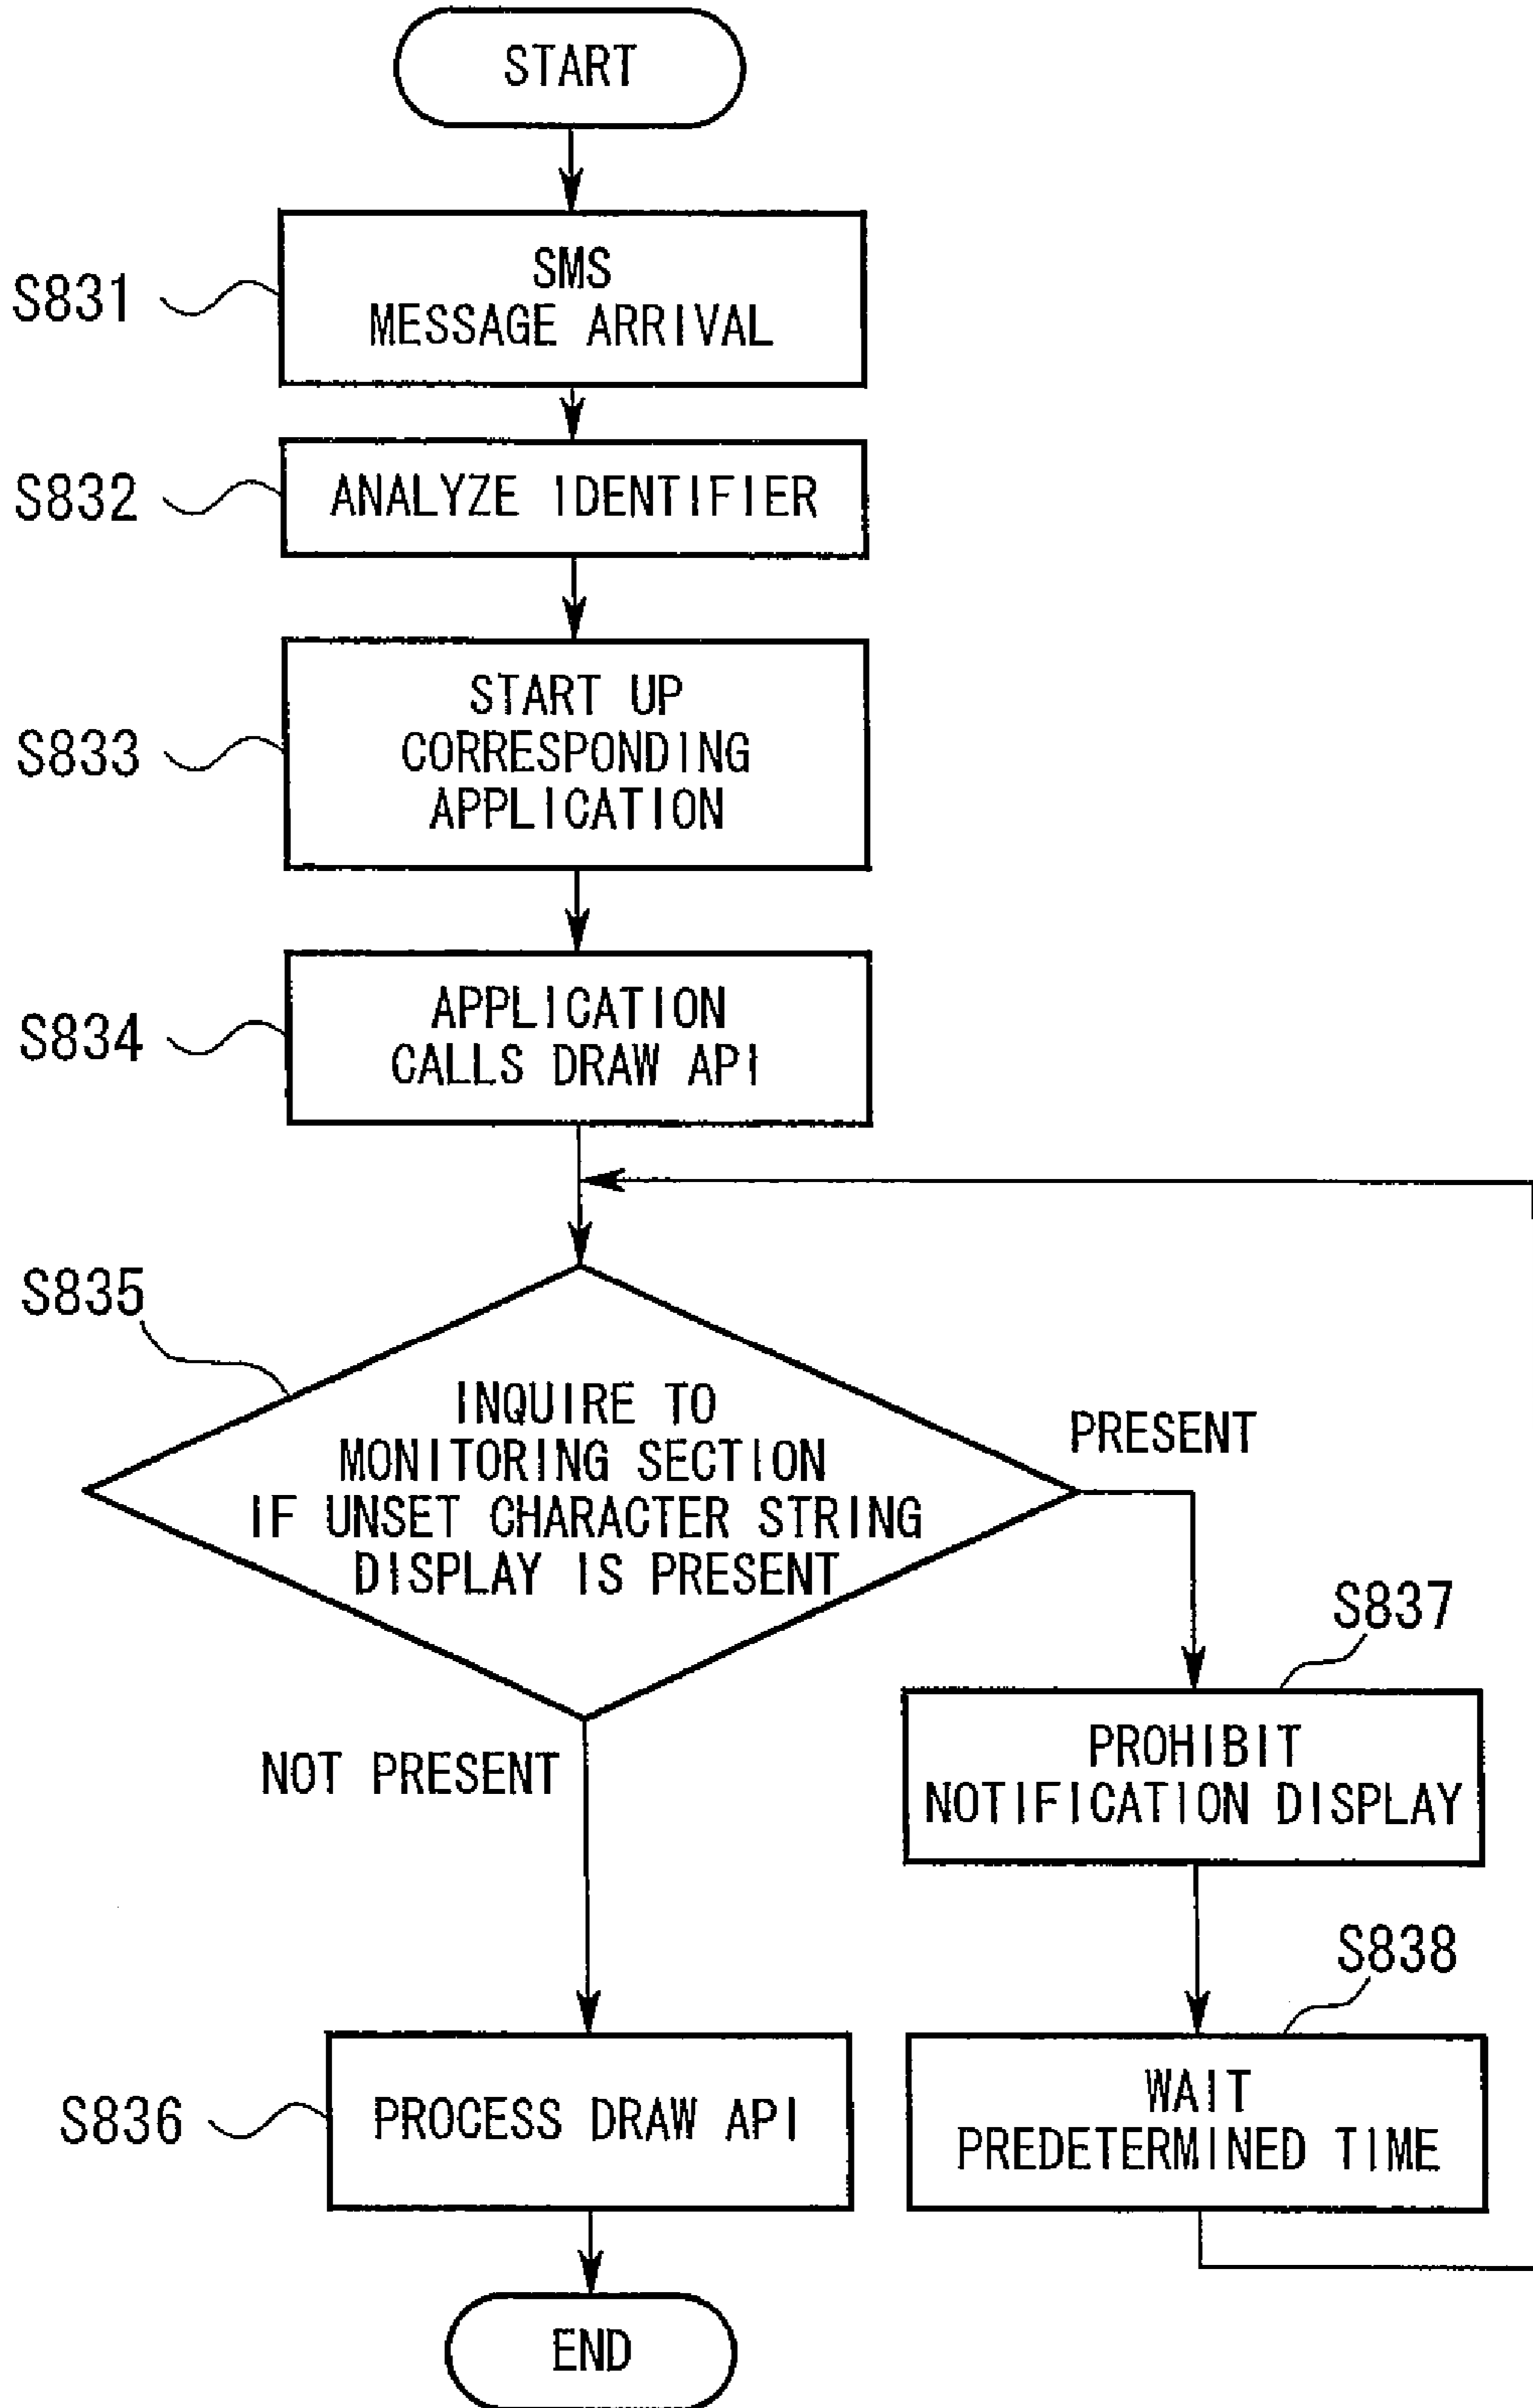 START
S831
SMS
MESSAGE ARRIVAL
S832
ANALYZE IDENTIFIER
S833
START UP
CORRESPONDING
APPLICATION
S834
APPLICATION
CALLS DRAW API
S835
INQUIRE TO
MONITORING SECTION
IF UNSET CHARACTER STRING
DISPLAY IS PRESENT
PRESENT
NOT PRESENT
S837
PROHIBIT
NOTIFICATION DISPLAY
S838
WAIT
PREDETERMINED TIME
S836
PROCESS DRAW API
END